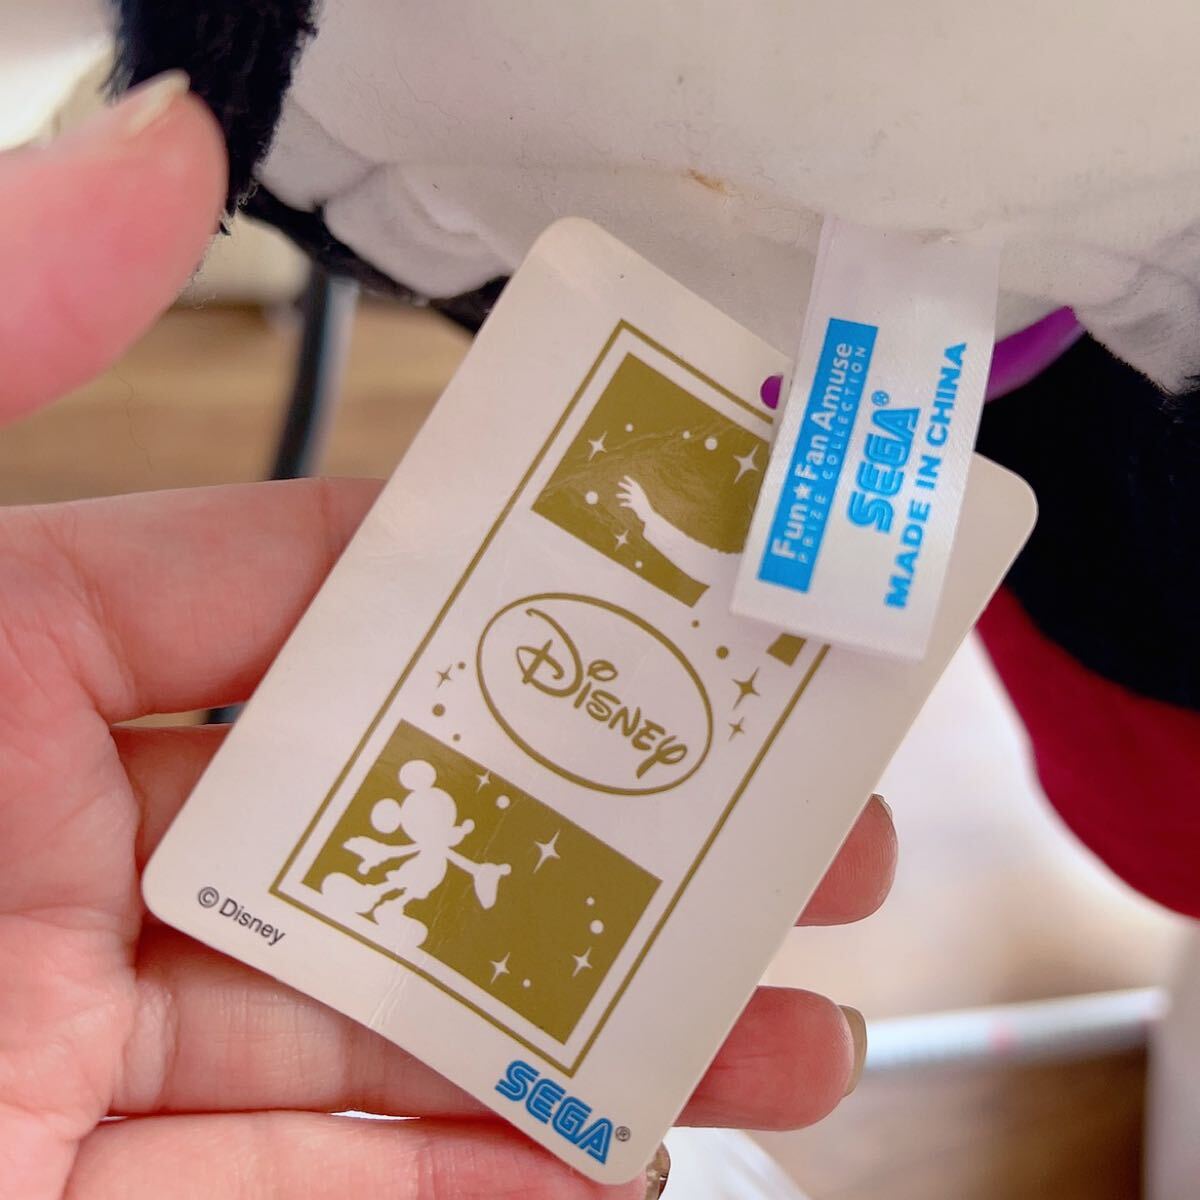 Fun★Fan Amuse
PRIZE COLLECTION
SEGA®
MADE IN CHINA
Disney
© Disney
SEGA®